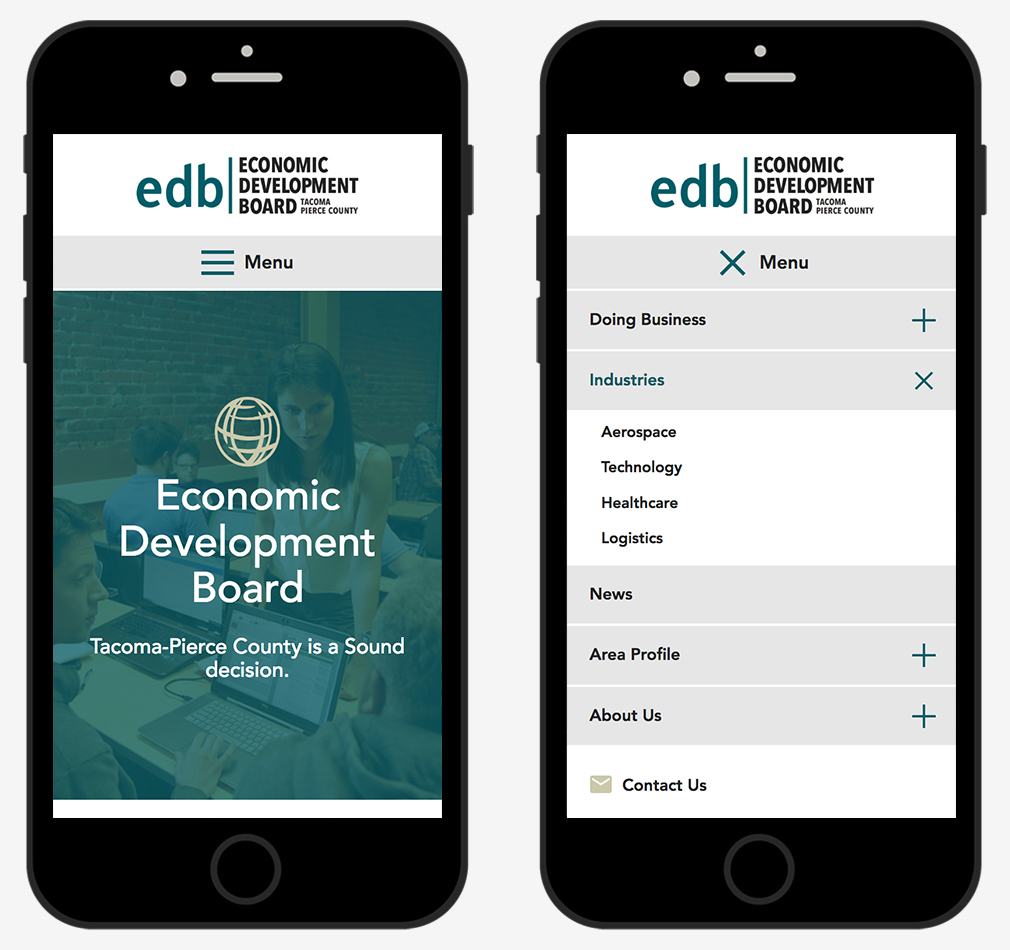 edb ECONOMIC
DEVELOPMENT
BOARD TACOMA
PIERCE COUNTY
Menu
Economic
Development
Board
Tacoma-Pierce County is a Sound
decision.
edb ECONOMIC
DEVELOPMENT
BOARD TACOMA
PIERCE COUNTY
Menu
Doing Business
Industries
Aerospace
Technology
Healthcare
Logistics
News
Area Profile
About Us
Contact Us